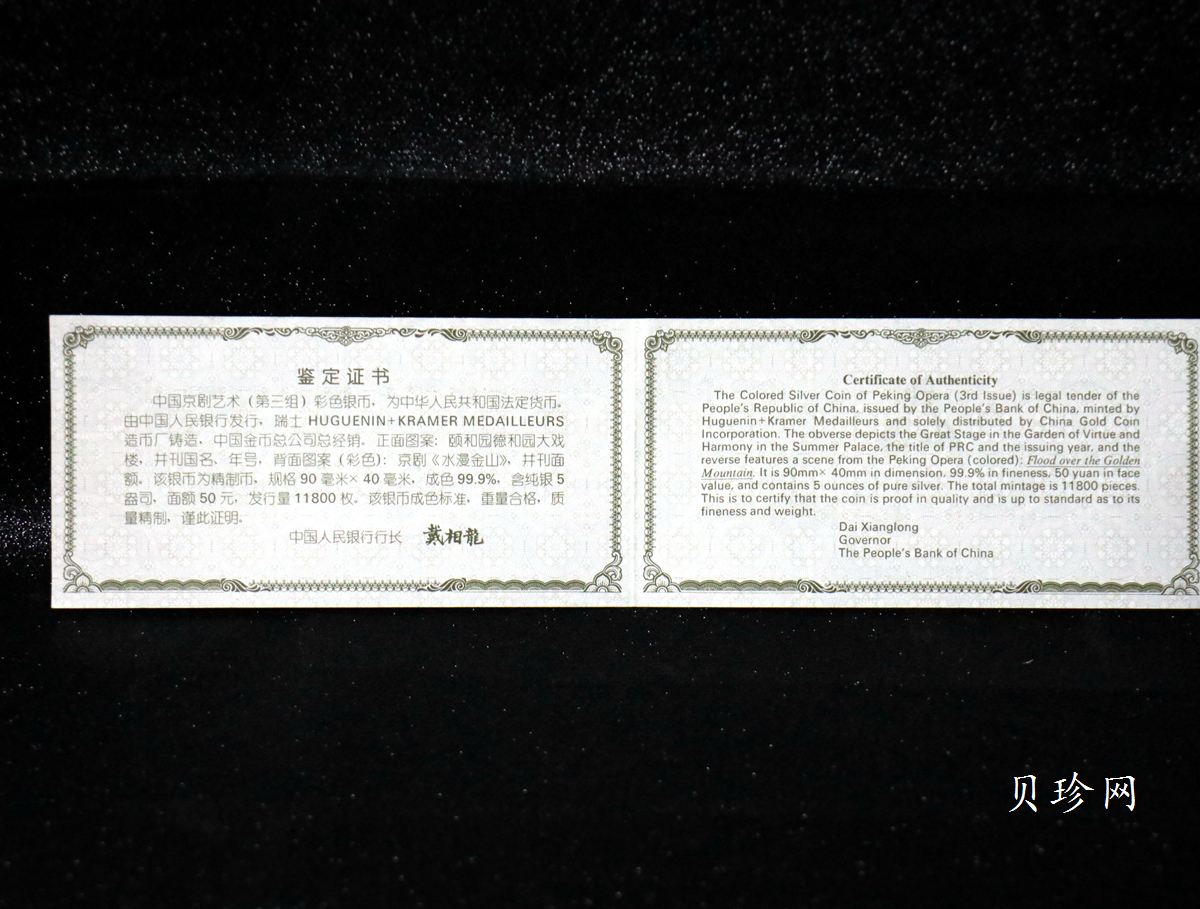 鉴定证书
中国京剧艺术（第三组）彩色银币，为中华人民共和国法定货币。
由中国人民银行发行，瑞士 HUGUENIN+KRAMER MEDAILLEURS
造币厂铸造，中国金币总公司总经销。正面图案：颐和园德和园大戏
楼，并刊国名、年号，背面图案（彩色）：京剧《水漫金山》，并刊面
额。该银币为精制币，规格 90 毫米× 40 毫米，成色 99.9%，含纯银 5
盎司，面额 50 元，发行量 11800 枚。该银币成色标准，重量合格，质
量精制，谨此证明。
中国人民银行行长 戴相龍
Certificate of Authenticity
The Colored Silver Coin of Peking Opera (3rd Issue) is legal tender of the
People's Republic of China, issued by the People's Bank of China, minted by
Huguenin+Kramer Medailleurs and solely distributed by China Gold Coin
Incorporation. The obverse depicts the Great Stage in the Garden of Virtue and
Harmony in the Summer Palace, the title of PRC and the issuing year, and the
reverse features a scene from the Peking Opera (colored): Flood over the Golden
Mountain. It is 90mm× 40mm in dimension, 99.9% in fineness, 50 yuan in face
value, and contains 5 ounces of pure silver. The total mintage is 11800 pieces.
This is to certify that the coin is proof in quality and is up to standard as to its
fineness and weight.
Dai Xianglong
Governor
The People's Bank of China
贝珍网